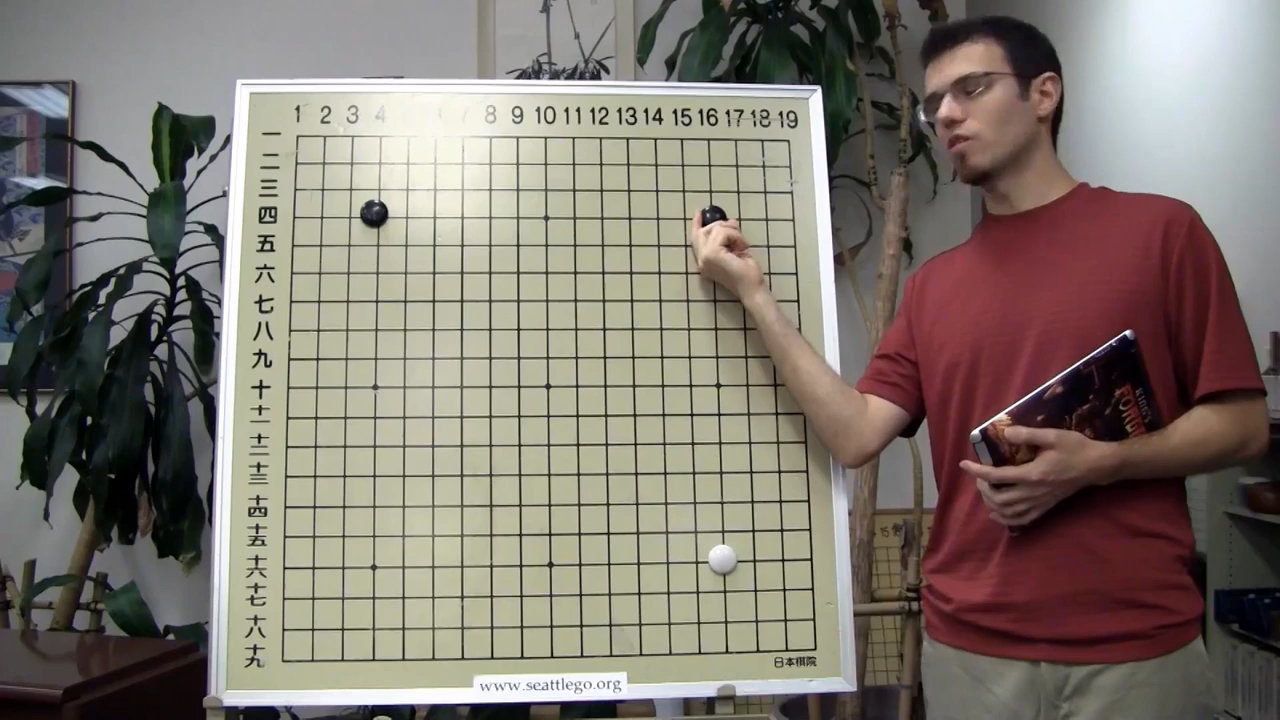 1 2 3 4 7 8 9 10 11 12 13 14 15 16 17 18 19
一
二
三
四
五
六
七
八
九
十
十一
十二
十三
十四
十五
十六
十七
十八
十九
日本棋院
www.seattlego.org